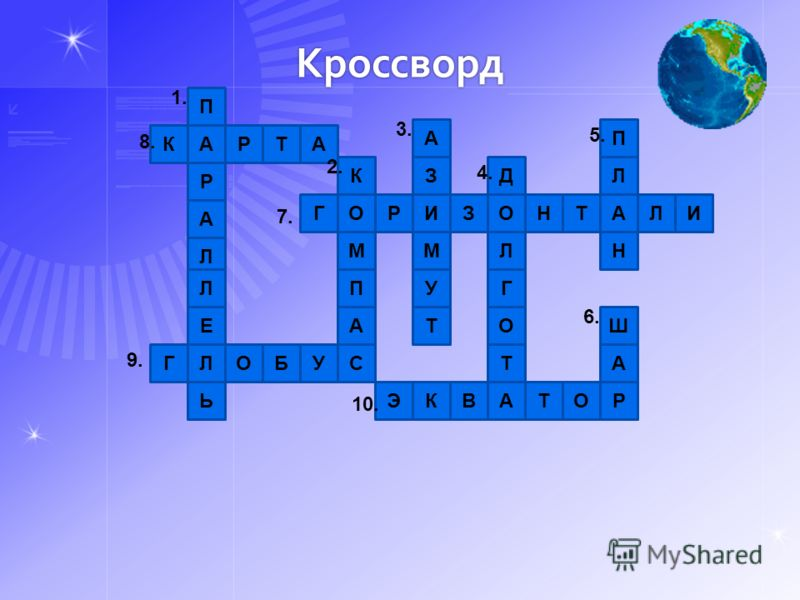 Кроссворд
1.
П
8.
К А Р Т А
3.
А
5.
П
Р
2.
К
З
4.
Д
Л
А
7.
Г О Р И З О Н Т А Л И
Л
М
М
Л
Н
Л
П
У
Г
Е
А
Т
О
6.
Ш
9.
Г Л О Б У С
Т
А
Ь
10.
Э К В А Т О Р
MyShared